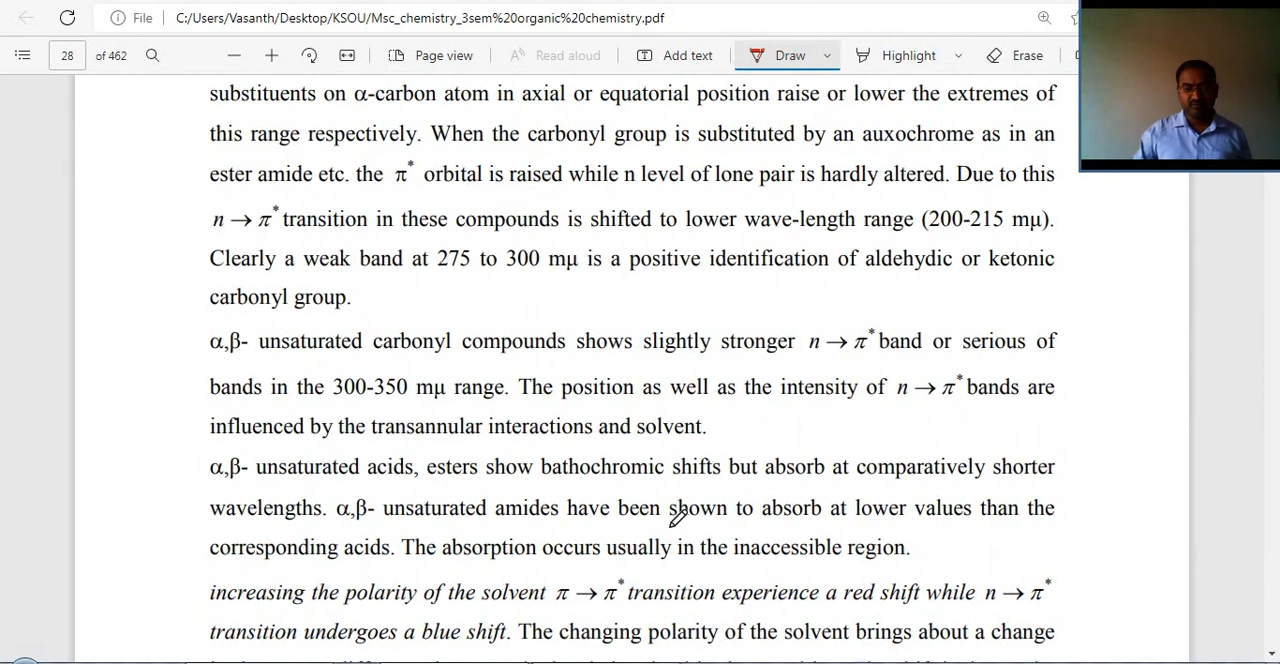 File C:/Users/Vasanth/Desktop/KSOU/Msc_chemistry_3sem%20organic%20chemistry.pdf
28 of 462 Page view Read aloud Add text Draw Highlight Erase
substituents on α-carbon atom in axial or equatorial position raise or lower the extremes of
this range respectively. When the carbonyl group is substituted by an auxochrome as in an
ester amide etc. the π* orbital is raised while n level of lone pair is hardly altered. Due to this
n → π* transition in these compounds is shifted to lower wave-length range (200-215 mμ).
Clearly a weak band at 275 to 300 mμ is a positive identification of aldehydic or ketonic
carbonyl group.
α,β- unsaturated carbonyl compounds shows slightly stronger n → π* band or serious of
bands in the 300-350 mμ range. The position as well as the intensity of n → π* bands are
influenced by the transannular interactions and solvent.
α,β- unsaturated acids, esters show bathochromic shifts but absorb at comparatively shorter
wavelengths. α,β- unsaturated amides have been shown to absorb at lower values than the
corresponding acids. The absorption occurs usually in the inaccessible region.
increasing the polarity of the solvent π → π* transition experience a red shift while n → π*
transition undergoes a blue shift. The changing polarity of the solvent brings about a change